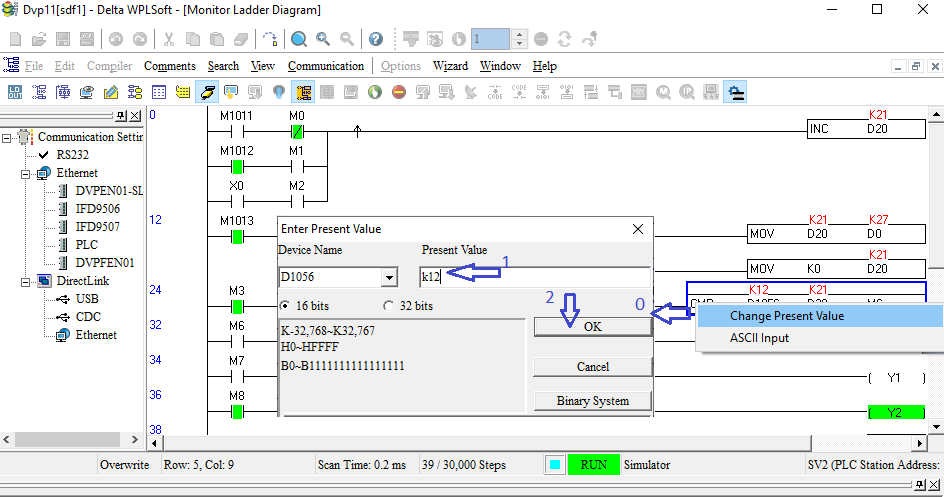 Dvp11[sdf1] - Delta WPLSoft - [Monitor Ladder Diagram]
1
File Edit Compiler Comments Search View Communication Options Wizard Window Help
Communication Settin
RS232
Ethernet
DVPEN01-SL
IFD9506
IFD9507
PLC
DVPFEN01
DirectLink
USB
CDC
Ethernet
0
M1011 M0
K21
INC D20
M1012 M1
X0 M2
12
M1013
K21 K27
MOV D20 D0
K21
MOV K0 D20
24
M3
K12 K21
32
M6
34
M7
( Y1 )
36
M8
( Y2 )
38
Enter Present Value
Device Name Present Value
D1056
k12
1
16 bits 32 bits
K-32,768~K32,767
H0~HFFFF
B0~B1111111111111111
2
OK
0
Cancel
Binary System
Change Present Value
ASCII Input
Overwrite Row: 5, Col: 9 Scan Time: 0.2 ms 39 / 30,000 Steps RUN Simulator SV2 (PLC Station Address: